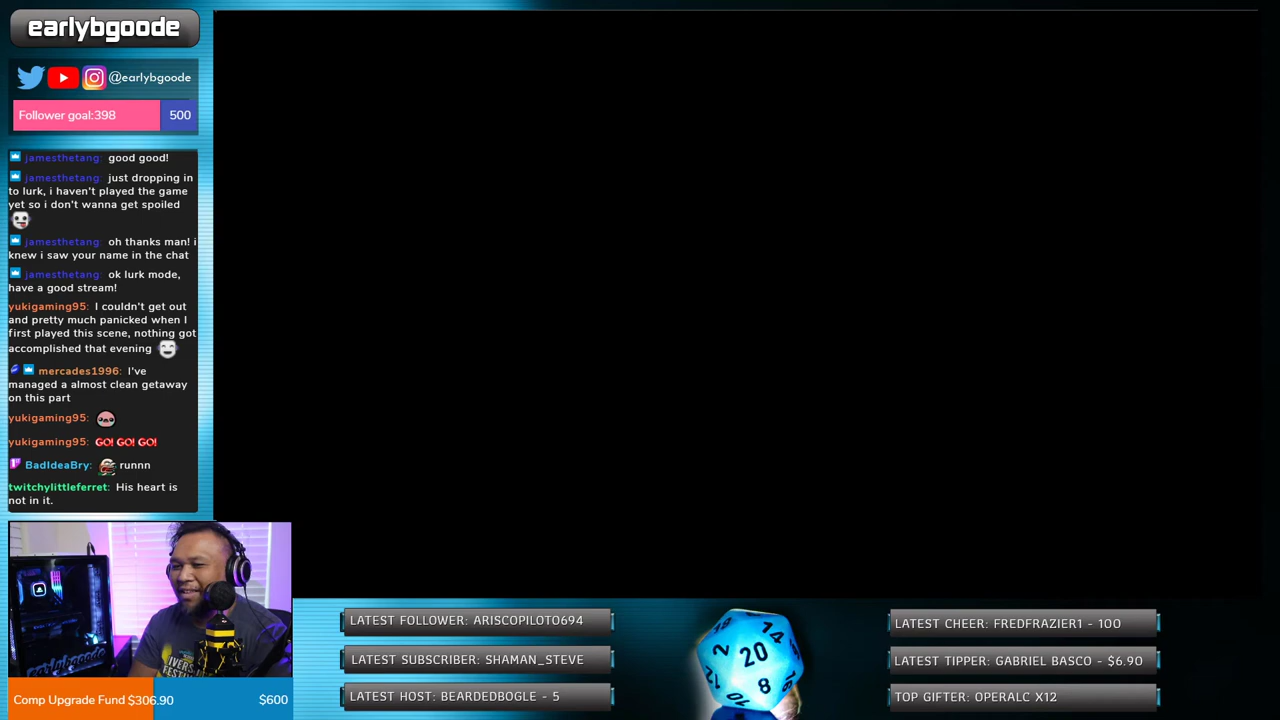 earlybgoode
@earlybgoode
Follower goal:398 500
jamesthetang: good good!
jamesthetang: just dropping in
to lurk, i haven't played the game
yet so i don't wanna get spoiled
jamesthetang: oh thanks man! i
knew i saw your name in the chat
jamesthetang: ok lurk mode,
have a good stream!
yukigaming95: I couldn't get out
and pretty much panicked when I
first played this scene, nothing got
accomplished that evening
mercades1996: I've
managed a almost clean getaway
on this part
yukigaming95:
yukigaming95: GO! GO! GO!
BadIdeaBry: runnn
twitchylittleferret: His heart is
not in it.
earlybgoode
Comp Upgrade Fund $306.90 $600
LATEST FOLLOWER: ARISCOPILOTO694
LATEST SUBSCRIBER: SHAMAN_STEVE
LATEST HOST: BEARDEDBOGLE - 5
20
14
8
2
LATEST CHEER: FREDFRAZIER1 - 100
LATEST TIPPER: GABRIEL BASCO - $6.90
TOP GIFTER: OPERALC X12